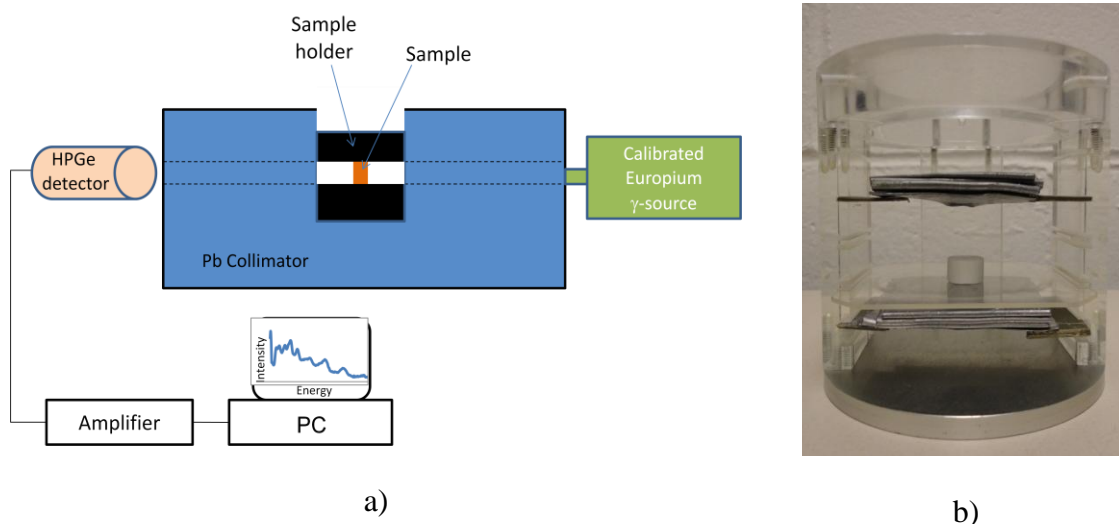 Sample
holder
Sample
HPGe
detector
Calibrated
Europium
γ-source
Pb Collimator
Intensity
Energy
Amplifier
PC
a)
b)